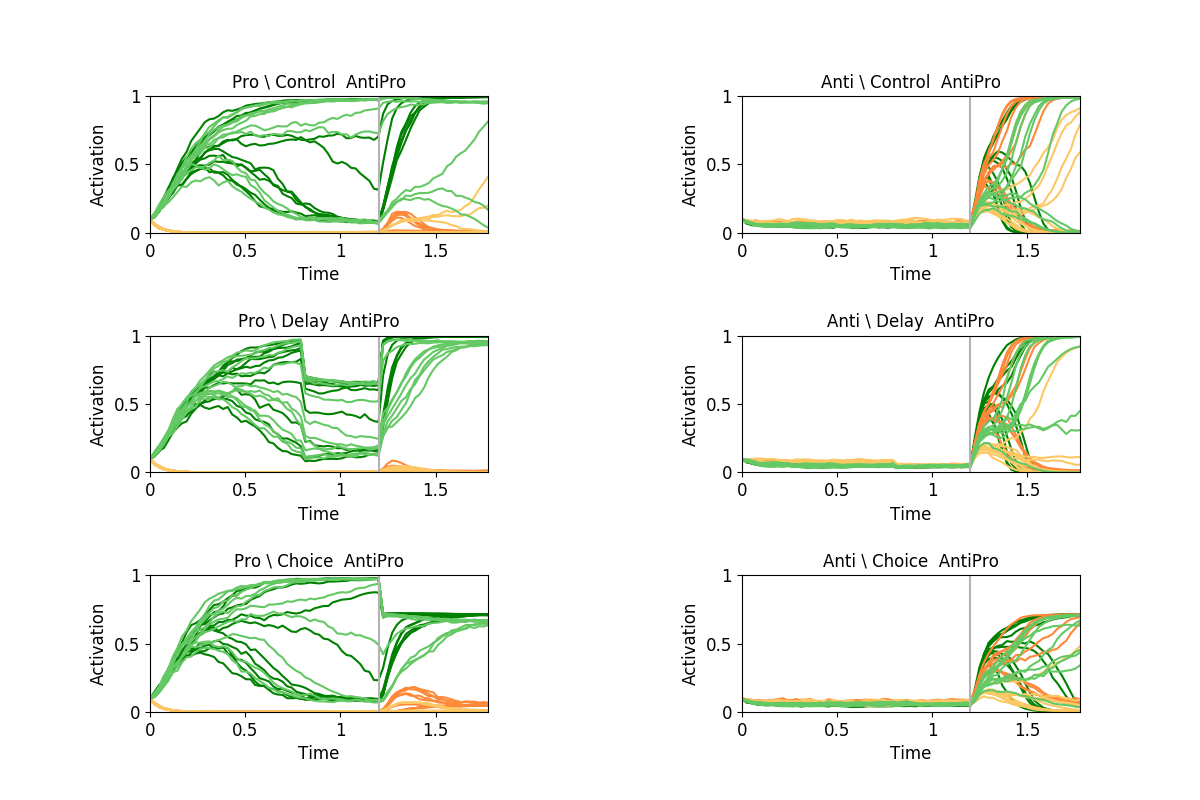 Pro \ Control  AntiPro
Anti \ Control  AntiPro
1
0.5
0
Activation
0
0.5
1
1.5
Time
1
0.5
0
Activation
0
0.5
1
1.5
Time
Pro \ Delay  AntiPro
Anti \ Delay  AntiPro
1
0.5
0
Activation
0
0.5
1
1.5
Time
1
0.5
0
Activation
0
0.5
1
1.5
Time
Pro \ Choice  AntiPro
Anti \ Choice  AntiPro
1
0.5
0
Activation
0
0.5
1
1.5
Time
1
0.5
0
Activation
0
0.5
1
1.5
Time